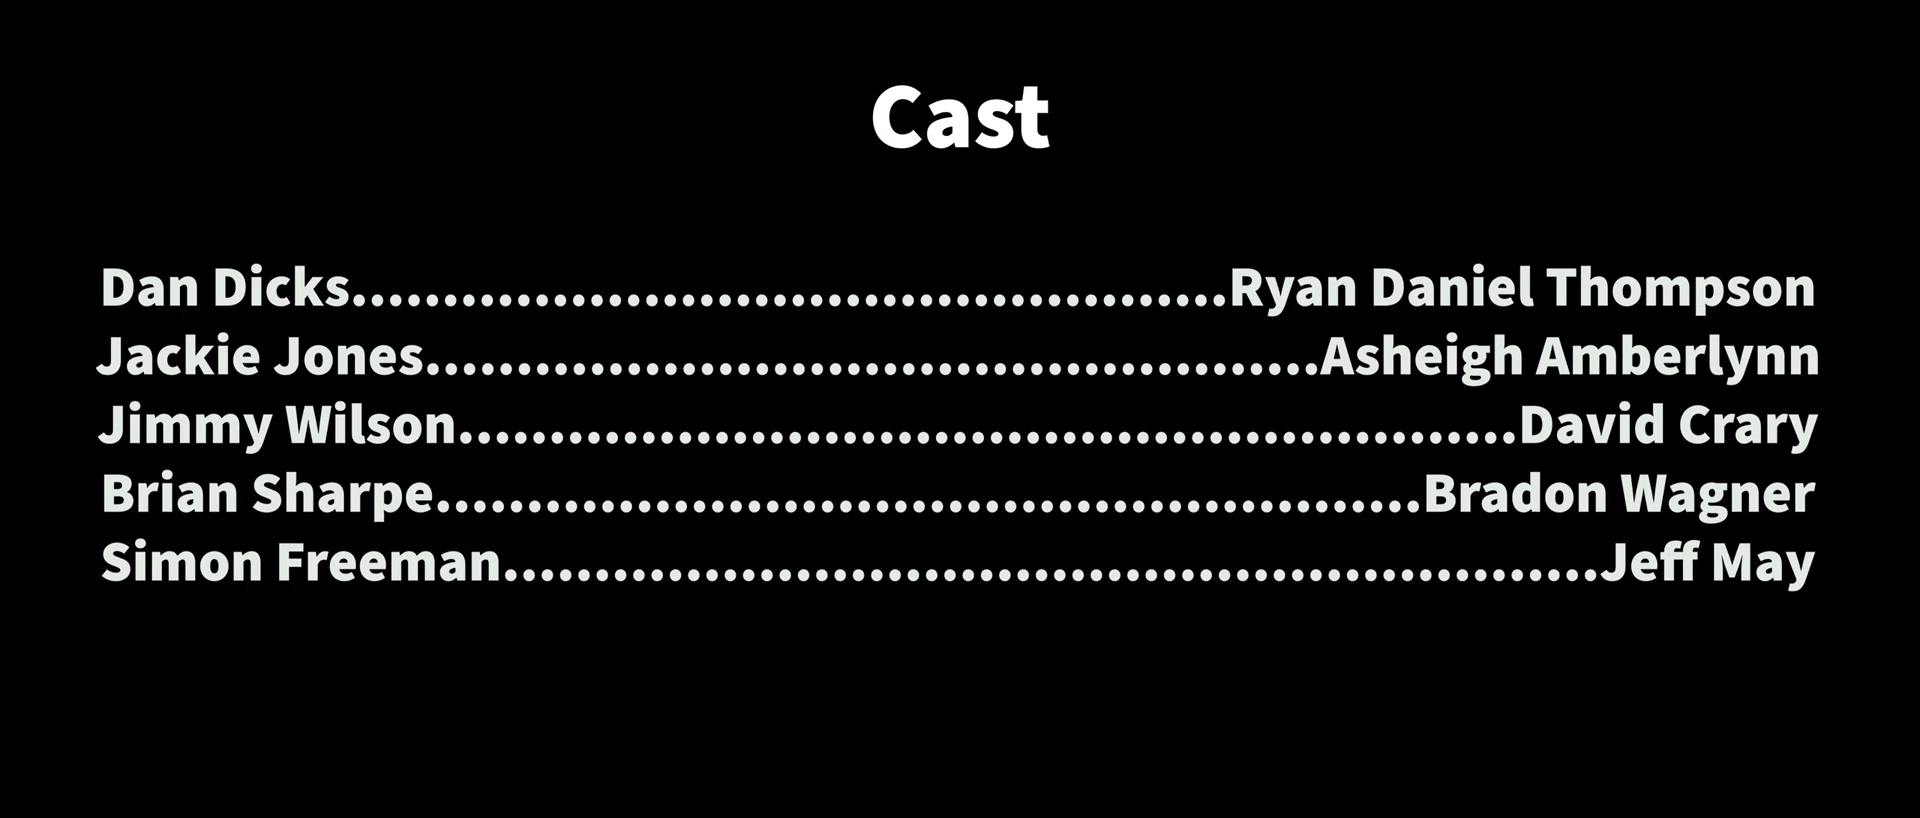 Cast
Dan Dicks................................................Ryan Daniel Thompson
Jackie Jones.................................................Asheigh Amberlynn
Jimmy Wilson..........................................................David Crary
Brian Sharpe......................................................Bradon Wagner
Simon Freeman............................................................Jeff May